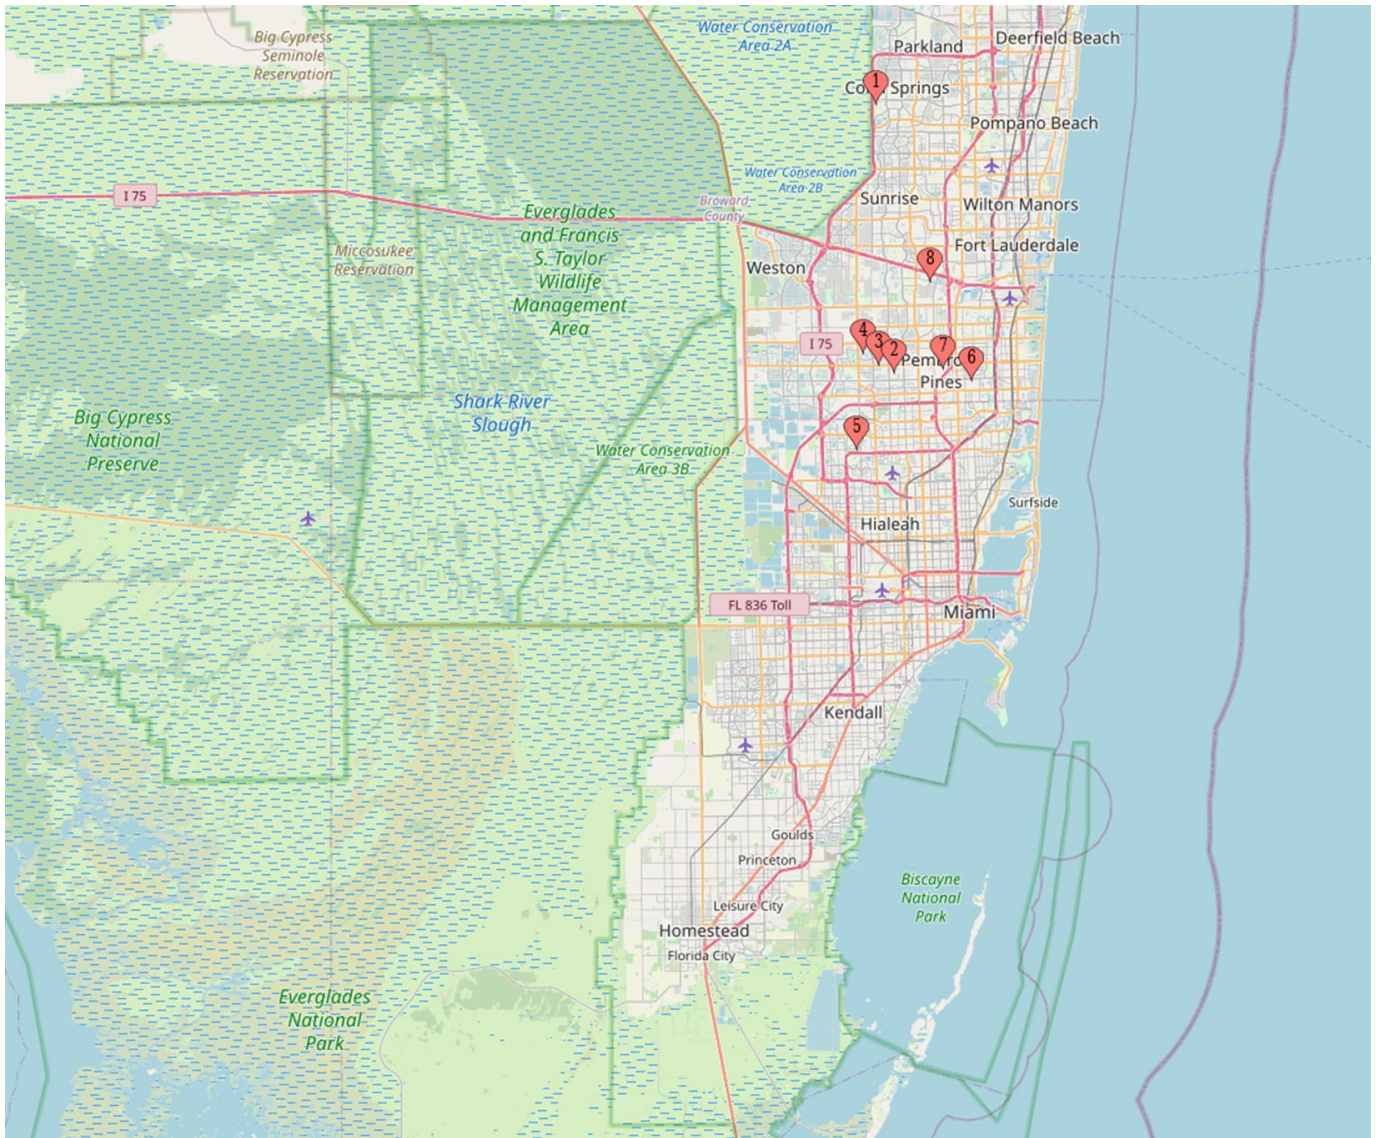 Water Conservation
Area 2A
Deerfield Beach
Parkland
Big Cypress
Seminole
Reservation
1
Springs
Pompano Beach
Water Conservation
Area 2B
I 75
Sunrise
Broward
County
Wilton Manors
Everglades
and Francis
S. Taylor
Wildlife
Management
Area
Miccosukee
Reservation
Fort Lauderdale
8
Weston
4
3
2
7
6
I 75
Pines
Shark River
Slough
Big Cypress
National
Preserve
5
Water Conservation
Area 3B
Surfside
Hialeah
FL 836 Toll
Miami
Kendall
Goulds
Princeton
Biscayne
National
Park
Leisure City
Homestead
Florida City
Everglades
National
Park